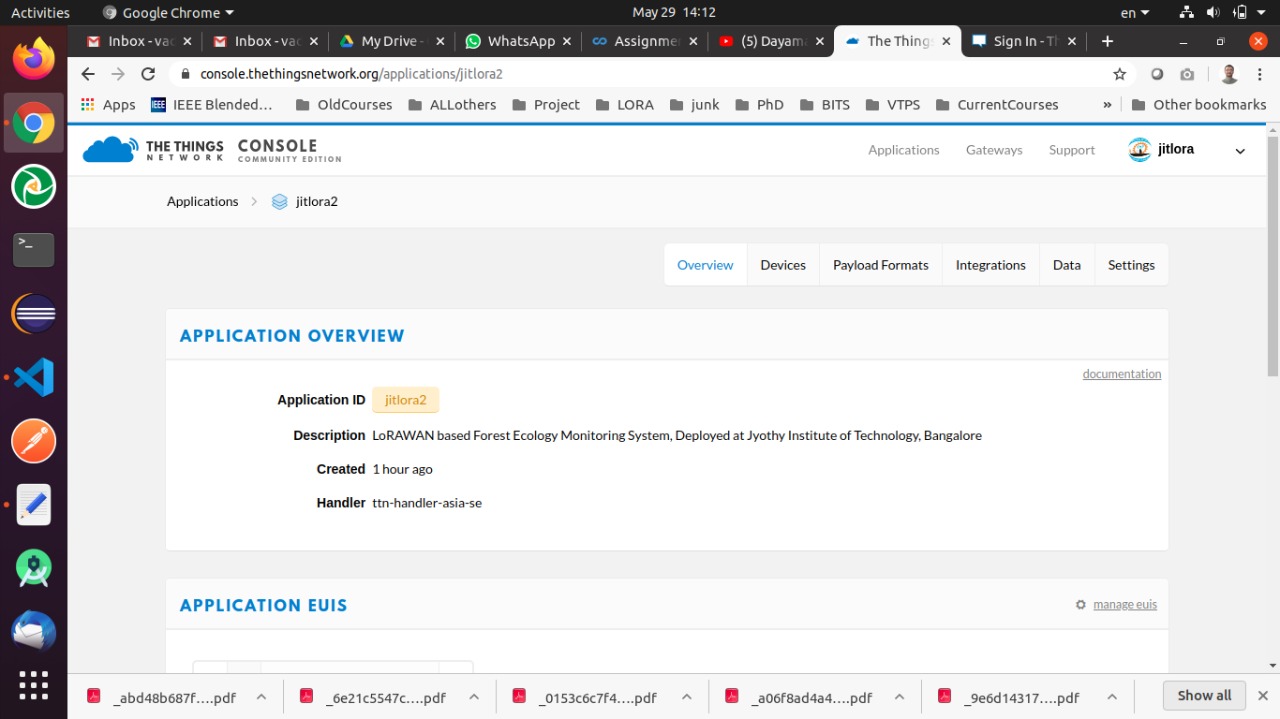 Activities Google Chrome May 29 14:12 en
Inbox - vac Inbox - vac My Drive - WhatsApp Assignmen (5) Dayama The Things Sign In - Th
console.thethingsnetwork.org/applications/jitlora2
Apps IEEE Blended... OldCourses ALLothers Project LORA junk PhD BITS VTPS CurrentCourses » Other bookmarks
THE THINGS NETWORK CONSOLE COMMUNITY EDITION Applications Gateways Support jitlora
Applications jitlora2
Overview Devices Payload Formats Integrations Data Settings
APPLICATION OVERVIEW
documentation
Application ID jitlora2
Description LoRAWAN based Forest Ecology Monitoring System, Deployed at Jyothy Institute of Technology, Bangalore
Created 1 hour ago
Handler ttn-handler-asia-se
APPLICATION EUIS manage euis
_abd48b687f....pdf _6e21c5547c....pdf _0153c6c7f4....pdf _a06f8ad4a4....pdf _9e6d14317....pdf Show all